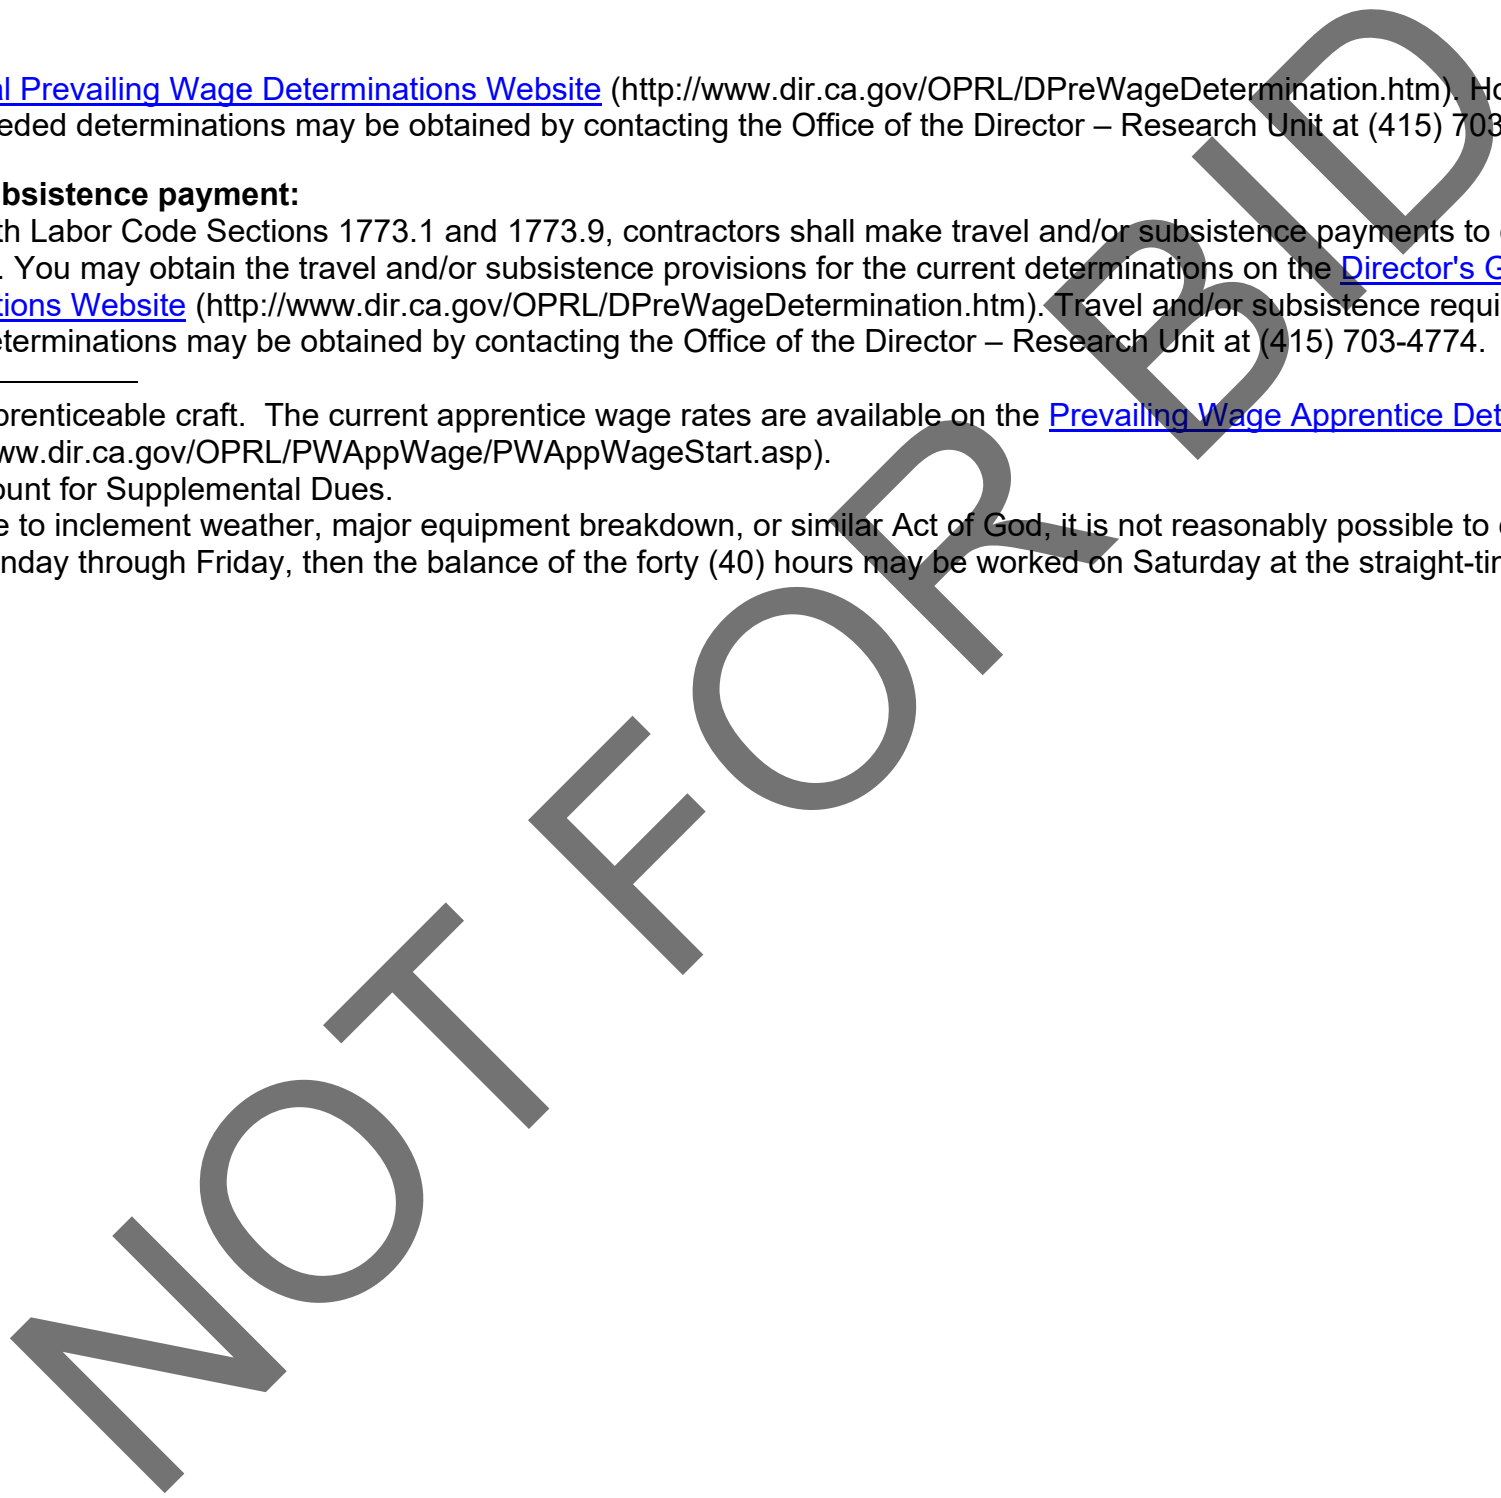 l Prevailing Wage Determinations Website (http://www.dir.ca.gov/OPRL/DPreWageDetermination.htm). Ho
eded determinations may be obtained by contacting the Office of the Director – Research Unit at (415) 703
bsistence payment:
th Labor Code Sections 1773.1 and 1773.9, contractors shall make travel and/or subsistence payments to
. You may obtain the travel and/or subsistence provisions for the current determinations on the Director's G
tions Website (http://www.dir.ca.gov/OPRL/DPreWageDetermination.htm). Travel and/or subsistence requi
eterminations may be obtained by contacting the Office of the Director – Research Unit at (415) 703-4774.
prenticeable craft. The current apprentice wage rates are available on the Prevailing Wage Apprentice Det
ww.dir.ca.gov/OPRL/PWAppWage/PWAppWageStart.asp).
ount for Supplemental Dues.
e to inclement weather, major equipment breakdown, or similar Act of God, it is not reasonably possible to
nday through Friday, then the balance of the forty (40) hours may be worked on Saturday at the straight-tin
NOT FOR BID